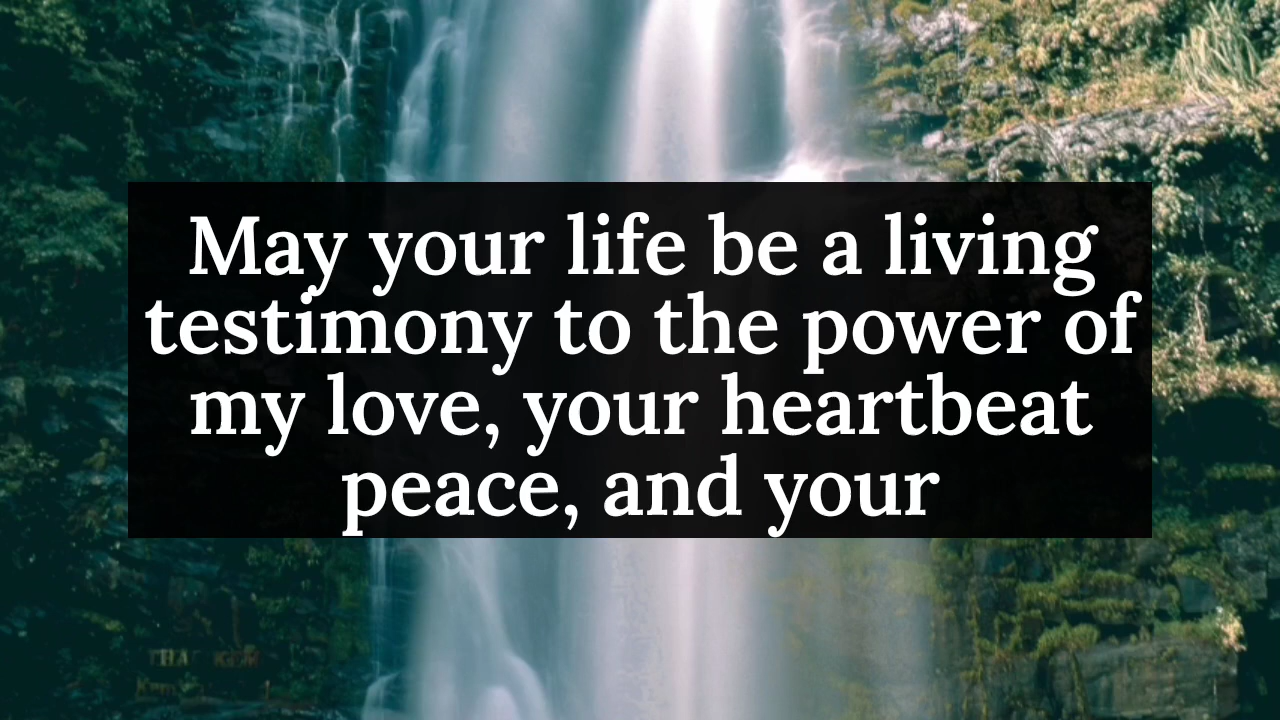 May your life be a living
testimony to the power of
my love, your heartbeat
peace, and your